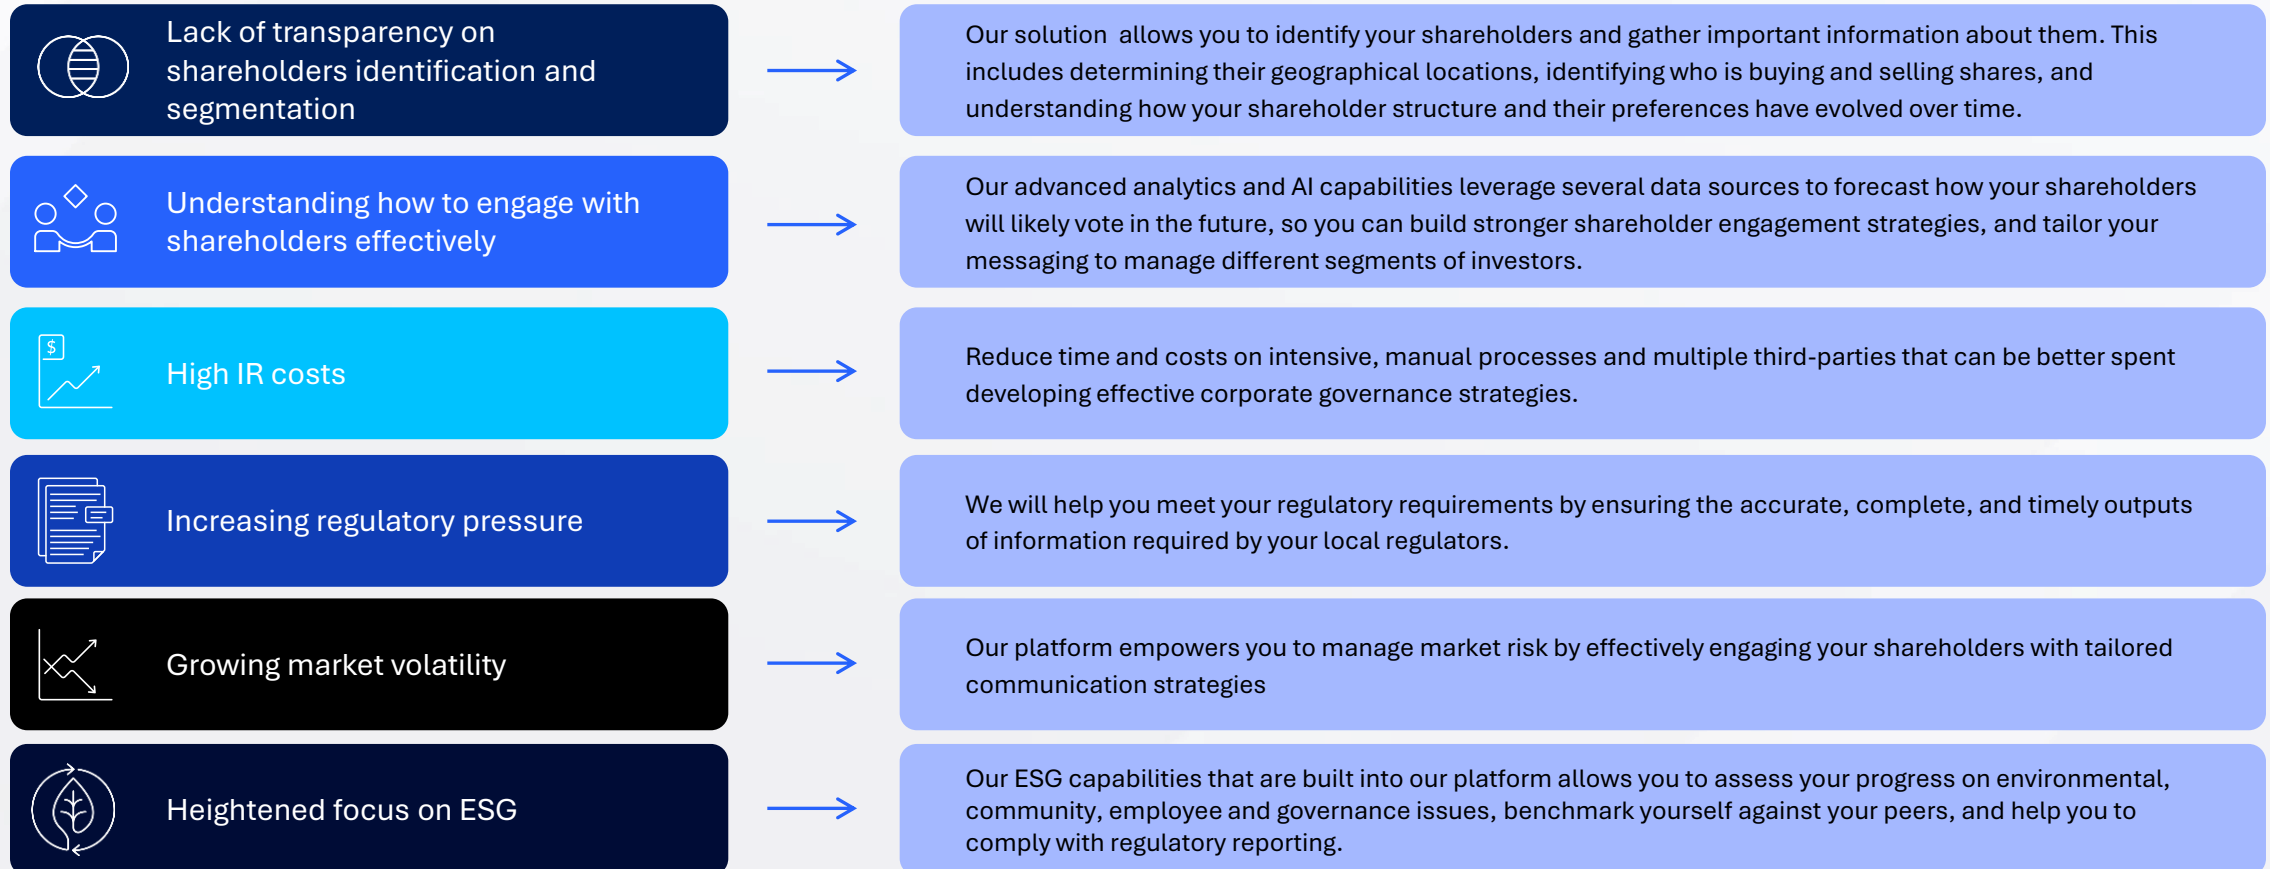 Lack of transparency on
shareholders identification and
segmentation
Our solution  allows you to identify your shareholders and gather important information about them. This
includes determining their geographical locations, identifying who is buying and selling shares, and
understanding how your shareholder structure and their preferences have evolved over time.
Understanding how to engage with
shareholders effectively
Our advanced analytics and AI capabilities leverage several data sources to forecast how your shareholders
will likely vote in the future, so you can build stronger shareholder engagement strategies, and tailor your
messaging to manage different segments of investors.
$
High IR costs
Reduce time and costs on intensive, manual processes and multiple third-parties that can be better spent
developing effective corporate governance strategies.
Increasing regulatory pressure
We will help you meet your regulatory requirements by ensuring the accurate, complete, and timely outputs
of information required by your local regulators.
Growing market volatility
Our platform empowers you to manage market risk by effectively engaging your shareholders with tailored
communication strategies
Heightened focus on ESG
Our ESG capabilities that are built into our platform allows you to assess your progress on environmental,
community, employee and governance issues, benchmark yourself against your peers, and help you to
comply with regulatory reporting.